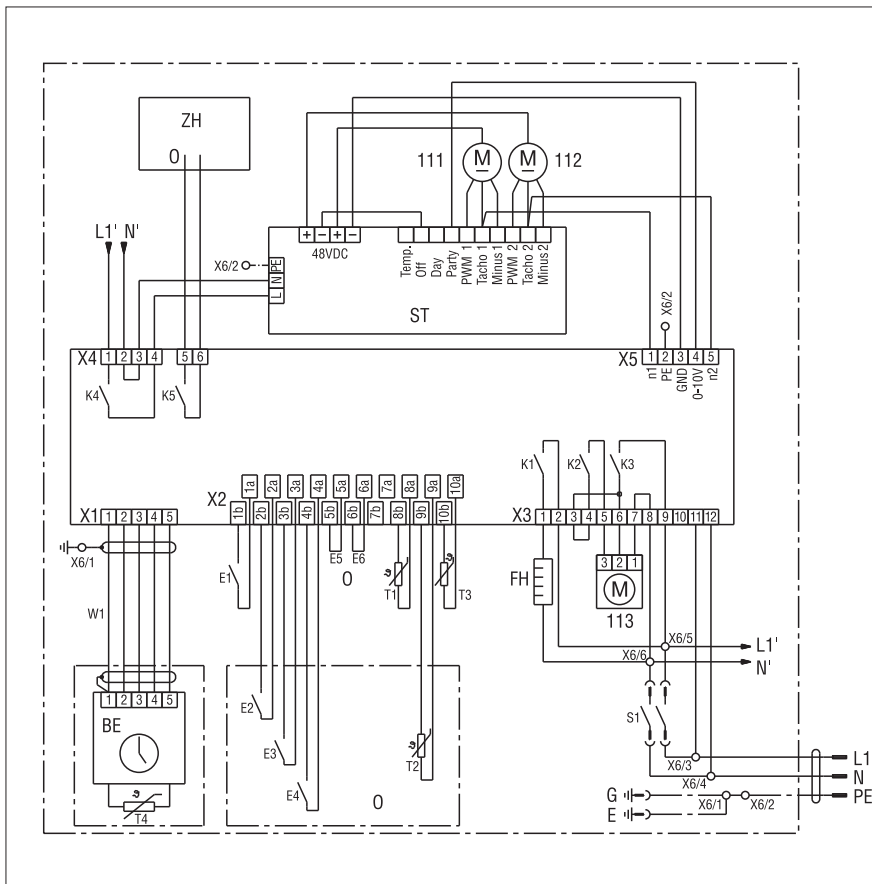 ZH
0
111
M
M
112
L1' N'
+ – + –
48VDC
Temp.
Off
Day
Party
PWM 1
Tacho 1
Minus 1
PWM 2
Tacho 2
Minus 2
X6/2
PE
N
L
ST
X6/2
X4
1 2 3 4
5 6
K4
K5
X5
1 2 3 4 5
n1
PE
GND
0-10V
n2
K1
K2
K3
X2
1a 2a 3a 4a 5a 6a 7a 8a 9a 10a
1b 2b 3b 4b 5b 6b 7b 8b 9b 10b
X1
1 2 3 4 5
X3
1 2 3 4 5 6 7 8 9 10 11 12
X6/1
E1
E5 E6
0
ϑ
T1
ϑ
T3
FH
3 2 1
M
113
W1
X6/5
L1'
X6/6
N'
1 2 3 4 5
BE
ϑ
T4
E2
E3
E4
ϑ
T2
0
S1
X6/3
L1
X6/4
N
G
X6/1
X6/2
PE
E